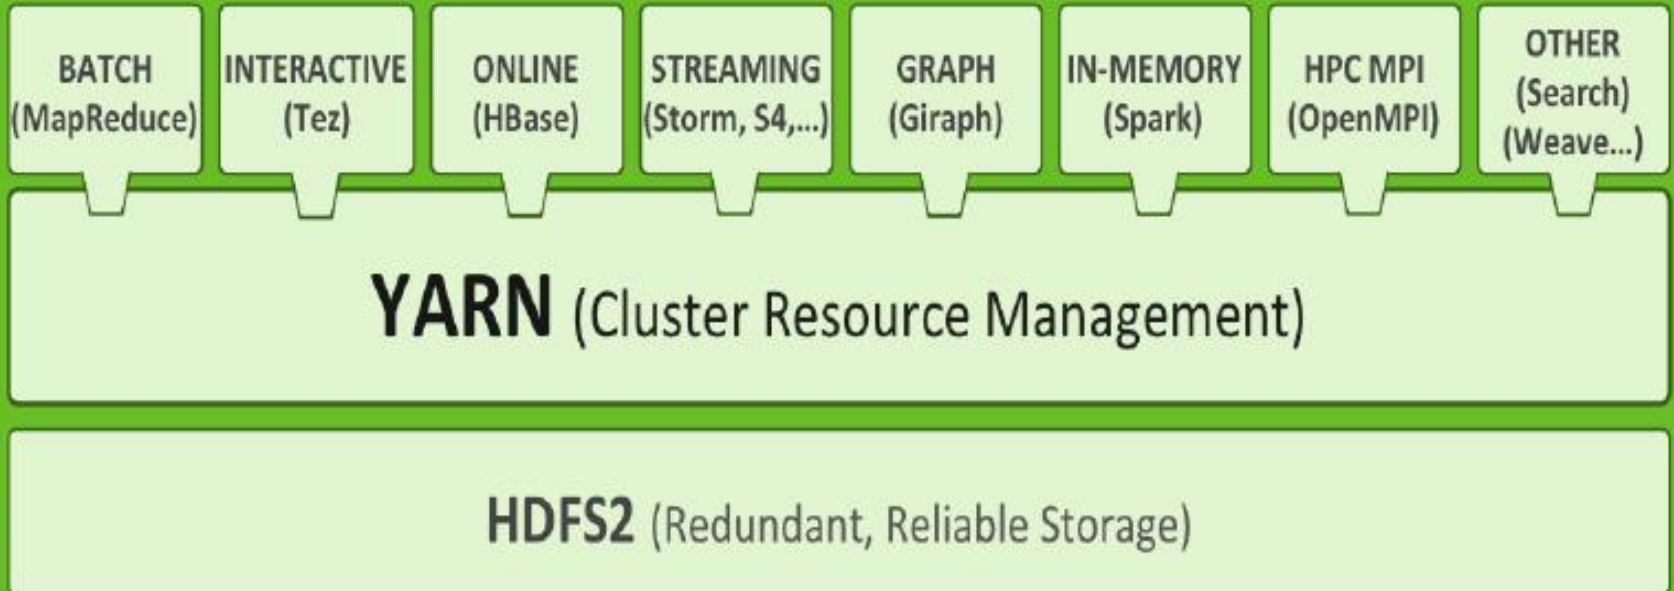 BATCH
(MapReduce)
INTERACTIVE
(Tez)
ONLINE
(HBase)
STREAMING
(Storm, S4,...)
GRAPH
(Giraph)
IN-MEMORY
(Spark)
HPC MPI
(OpenMPI)
OTHER
(Search)
(Weave...)
YARN (Cluster Resource Management)
HDFS2 (Redundant, Reliable Storage)